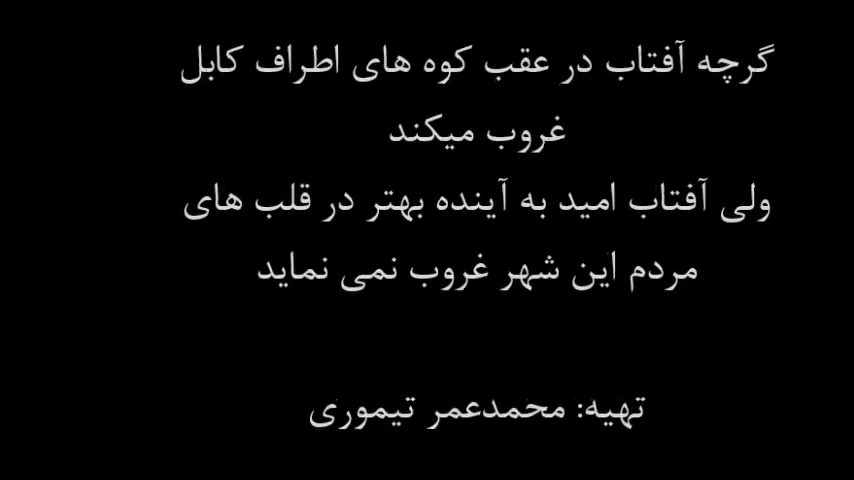 گرچه آفتاب در عقب کوه های اطراف کابل
غروب میکند
ولی آفتاب امید به آینده بهتر در قلب های
مردم این شهر غروب نمی نماید
تهیه: محمدعمر تیموری